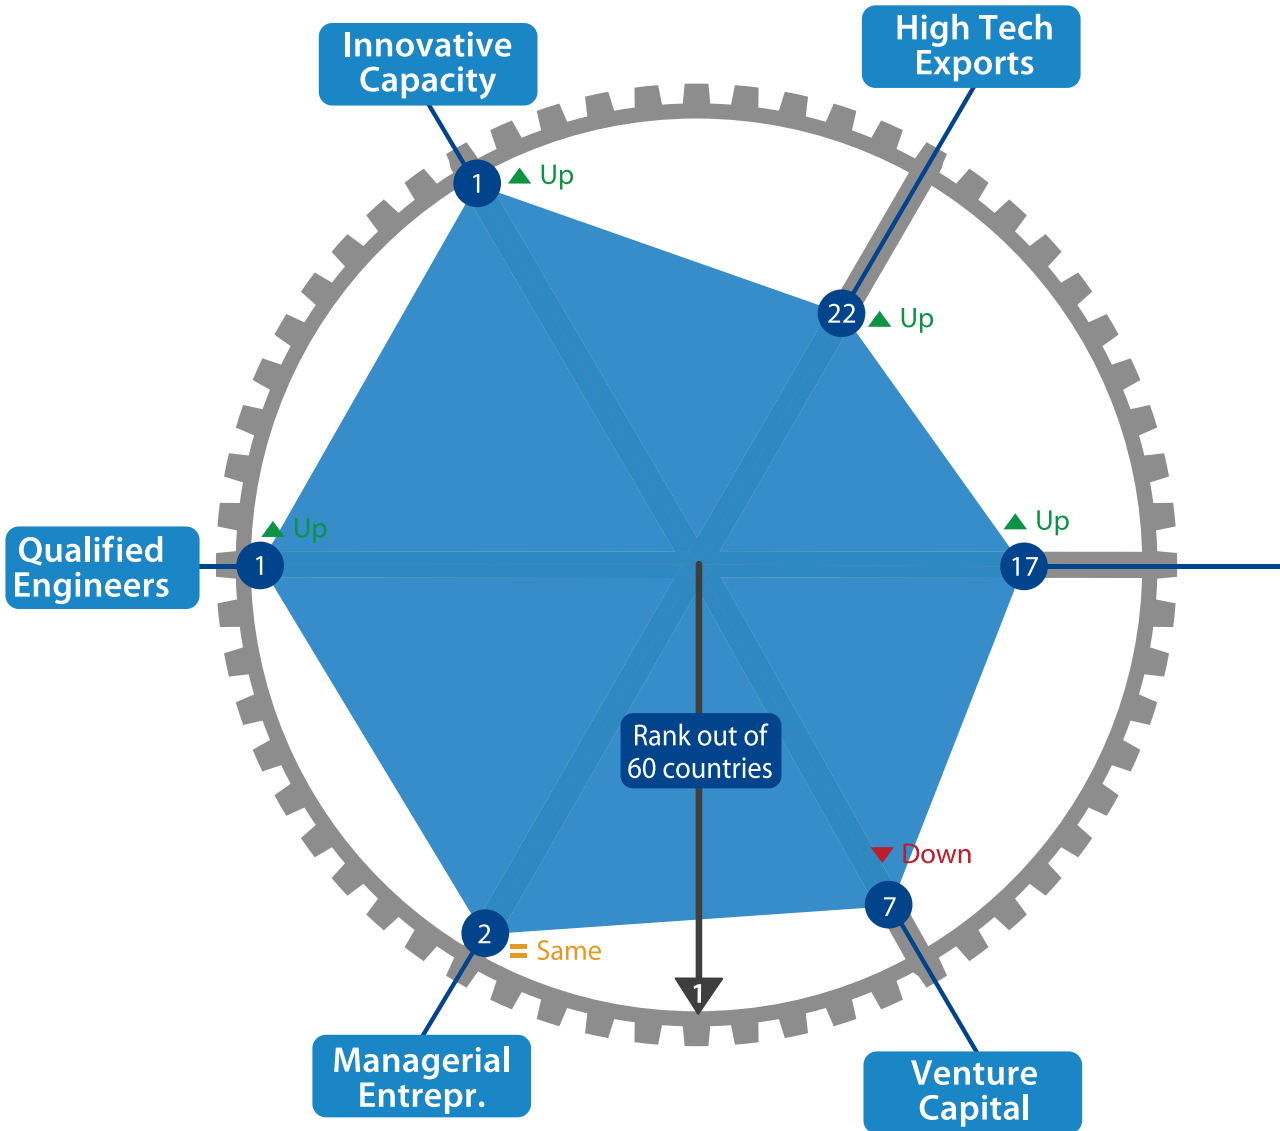 Innovative
Capacity
High Tech
Exports
1
Up
22
Up
Up
Up
Qualified
Engineers
1
17
Rank out of
60 countries
Down
7
2
Same
1
Managerial
Entrepr.
Venture
Capital